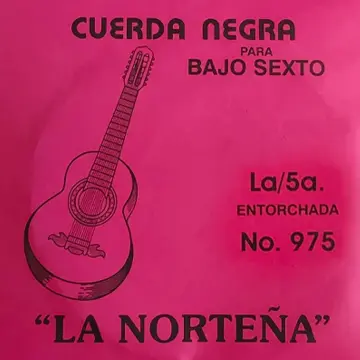 CUERDA NEGRA
PARA
BAJO SEXTO
La/5a.
ENTORCHADA
No. 975
“LA NORTEÑA”